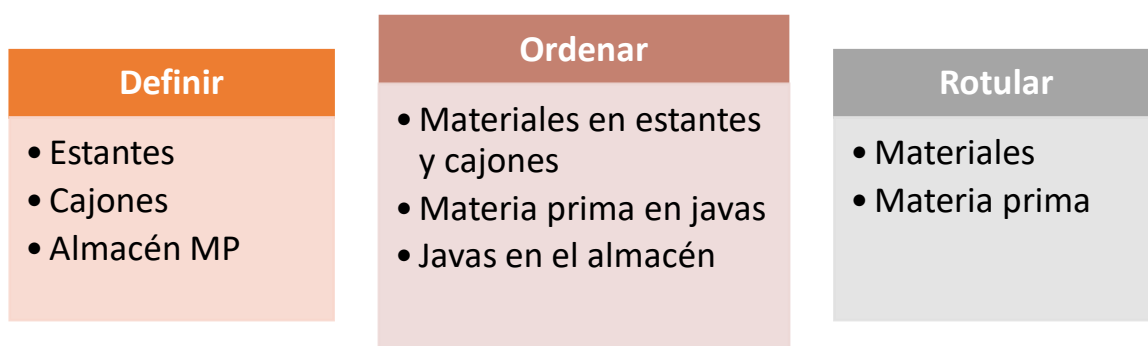 Definir
• Estantes
• Cajones
• Almacén MP
Ordenar
• Materiales en estantes
y cajones
• Materia prima en javas
• Javas en el almacén
Rotular
• Materiales
• Materia prima